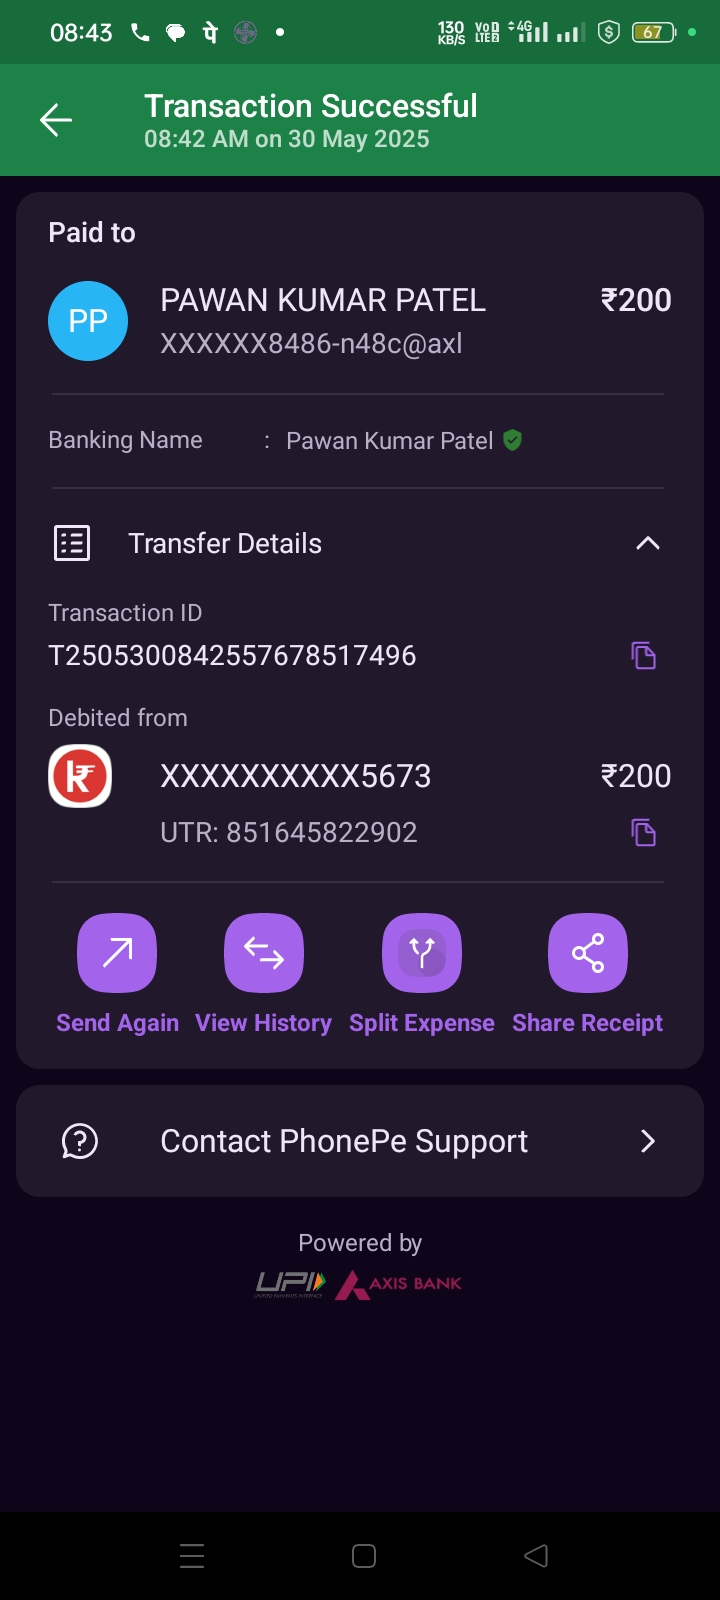 08:43 पे 130 KB/S VoD LTE2 4G 67
Transaction Successful
08:42 AM on 30 May 2025
Paid to
PP
PAWAN KUMAR PATEL ₹200
XXXXXX8486-n48c@axl
Banking Name : Pawan Kumar Patel
Transfer Details
Transaction ID
T2505300842557678517496
Debited from
XXXXXXXXXX5673 ₹200
UTR: 851645822902
Send Again View History Split Expense Share Receipt
Contact PhonePe Support
Powered by
UPI AXIS BANK
UNIFIED PAYMENTS INTERFACE